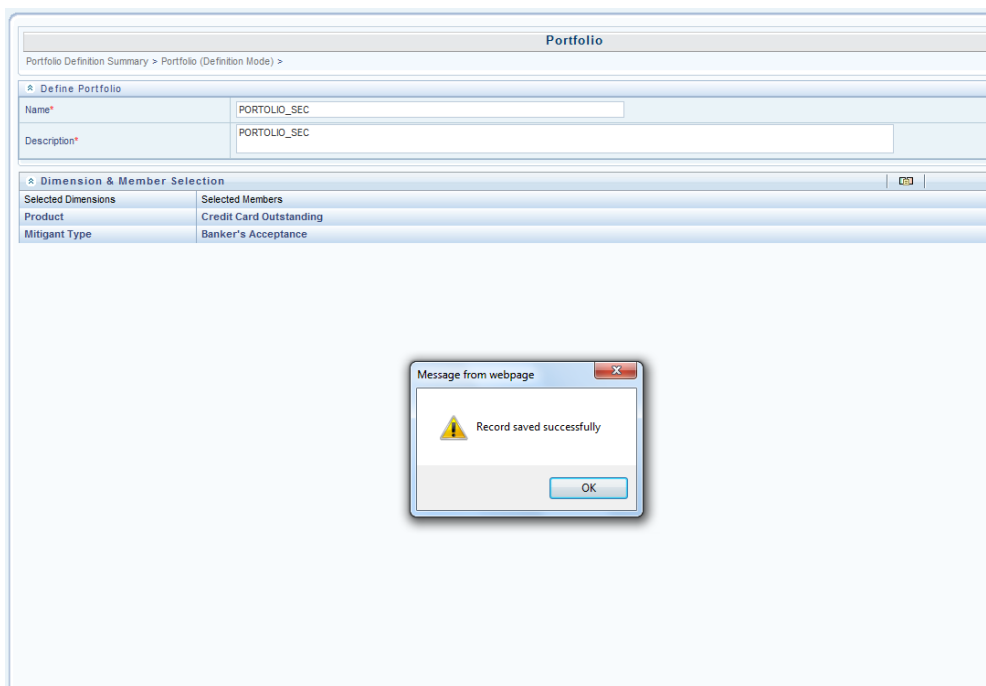 Portfolio
Portfolio Definition Summary > Portfolio (Definition Mode) >
Define Portfolio
Name* PORTOLIO_SEC
Description* PORTOLIO_SEC
Dimension & Member Selection
Selected Dimensions Selected Members
Product Credit Card Outstanding
Mitigant Type Banker's Acceptance
Message from webpage
Record saved successfully
OK